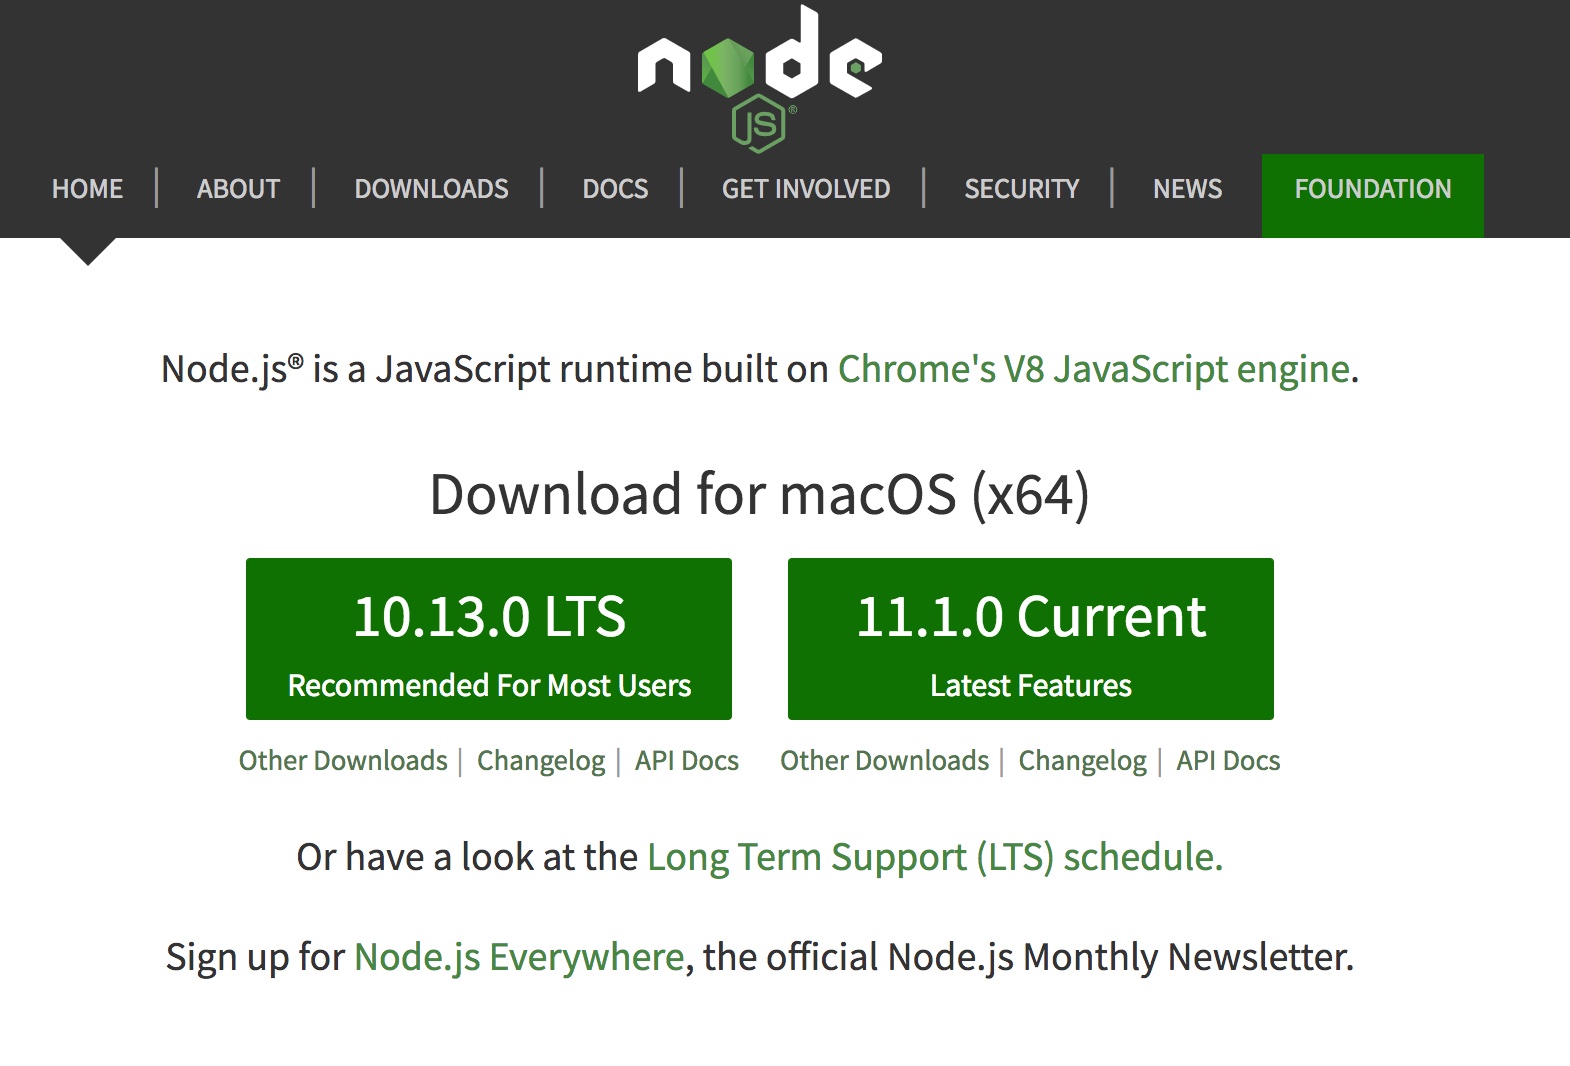 node
JS®
HOME | ABOUT | DOWNLOADS | DOCS | GET INVOLVED | SECURITY | NEWS FOUNDATION
Node.js® is a JavaScript runtime built on Chrome's V8 JavaScript engine.
Download for macOS (x64)
10.13.0 LTS 11.1.0 Current
Recommended For Most Users Latest Features
Other Downloads | Changelog | API Docs Other Downloads | Changelog | API Docs
Or have a look at the Long Term Support (LTS) schedule.
Sign up for Node.js Everywhere, the official Node.js Monthly Newsletter.